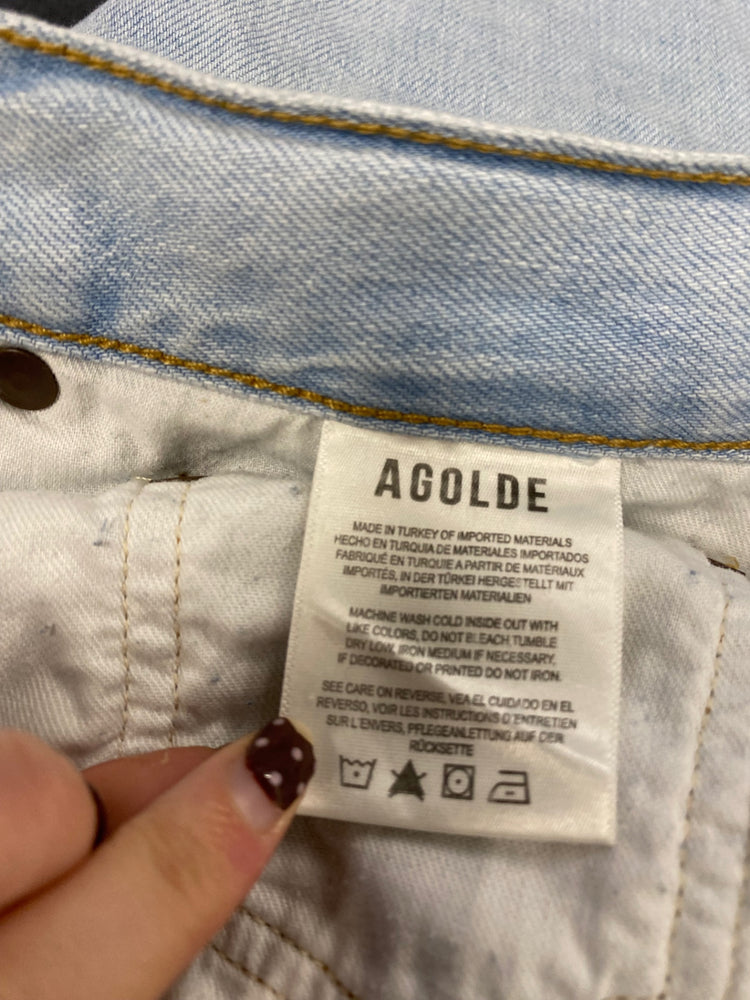 AGOLDE
MADE IN TURKEY OF IMPORTED MATERIALS
HECHO EN TURQUIA DE MATERIALES IMPORTADOS
FABRIQUÉ EN TURQUIE A PARTIR DE MATÉRIAUX
IMPORTÉS, IN DER TÜRKEI HERGESTELLT MIT
IMPORTIERTEN MATERIALIEN
MACHINE WASH COLD INSIDE OUT WITH
LIKE COLORS, DO NOT BLEACH TUMBLE
DRY LOW, IRON MEDIUM IF NECESSARY,
IF DECORATED OR PRINTED DO NOT IRON.
SEE CARE ON REVERSE, VEA EL CUIDADO EN EL
REVERSO, VOIR LES INSTRUCTIONS D'ENTRETIEN
SUR L'ENVERS, PFLEGEANLETTUNG AUF DER
RÜCKSETTE